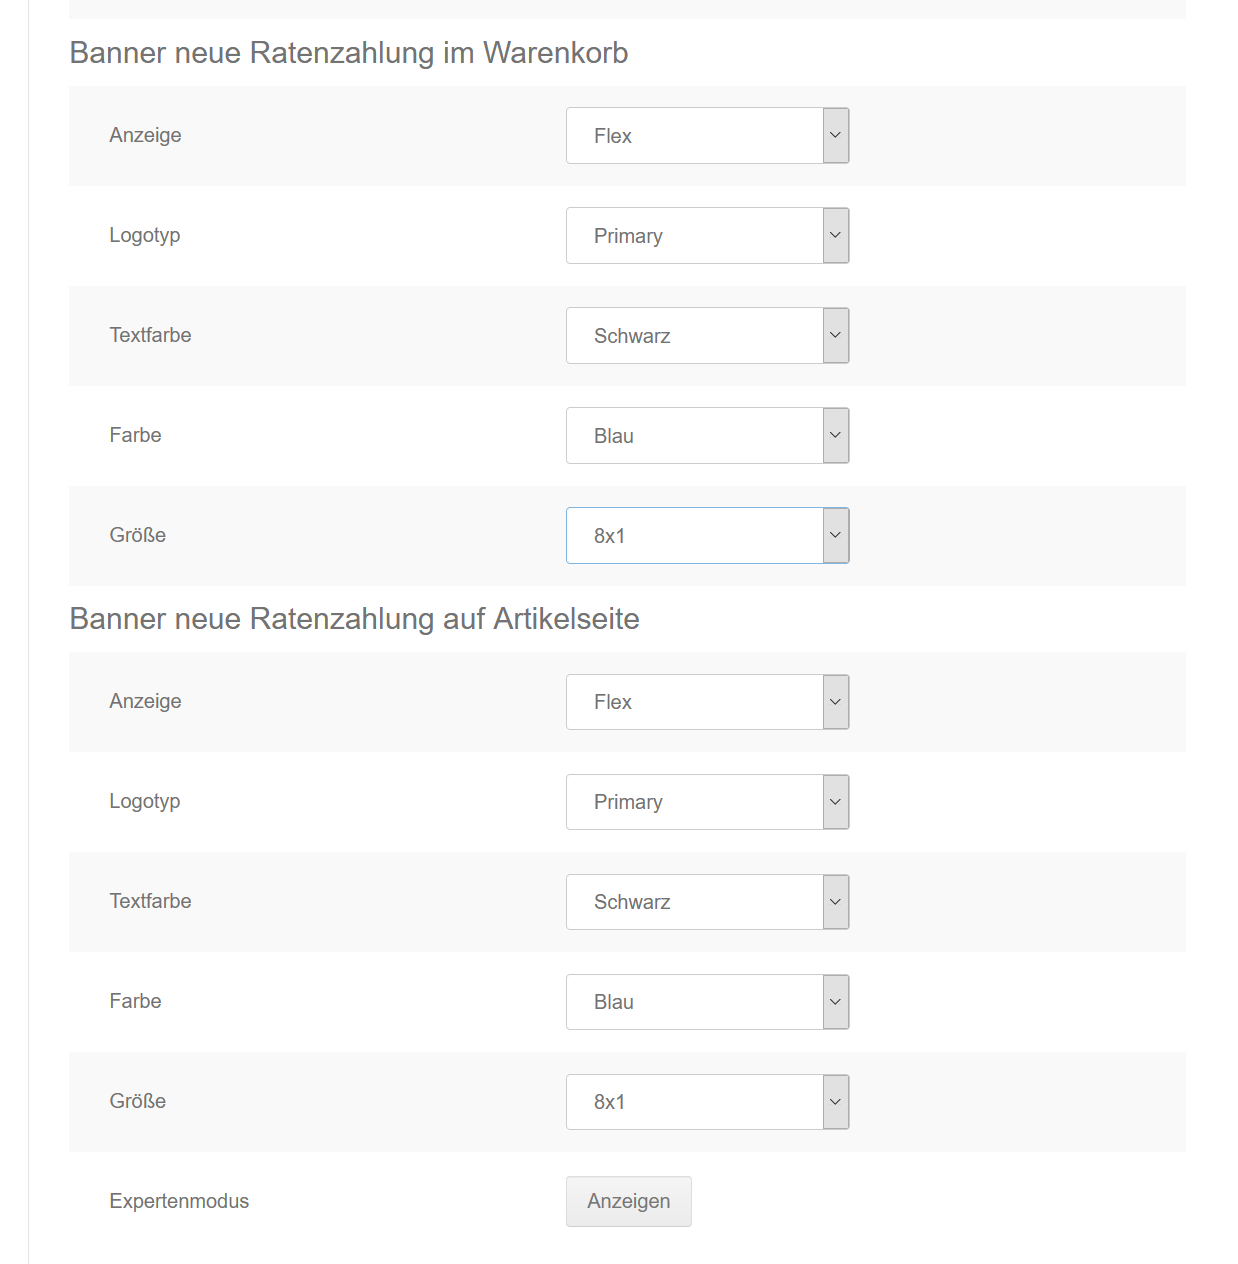 Banner neue Ratenzahlung im Warenkorb
Anzeige Flex
Logotyp Primary
Textfarbe Schwarz
Farbe Blau
Größe 8x1
Banner neue Ratenzahlung auf Artikelseite
Anzeige Flex
Logotyp Primary
Textfarbe Schwarz
Farbe Blau
Größe 8x1
Expertenmodus Anzeigen